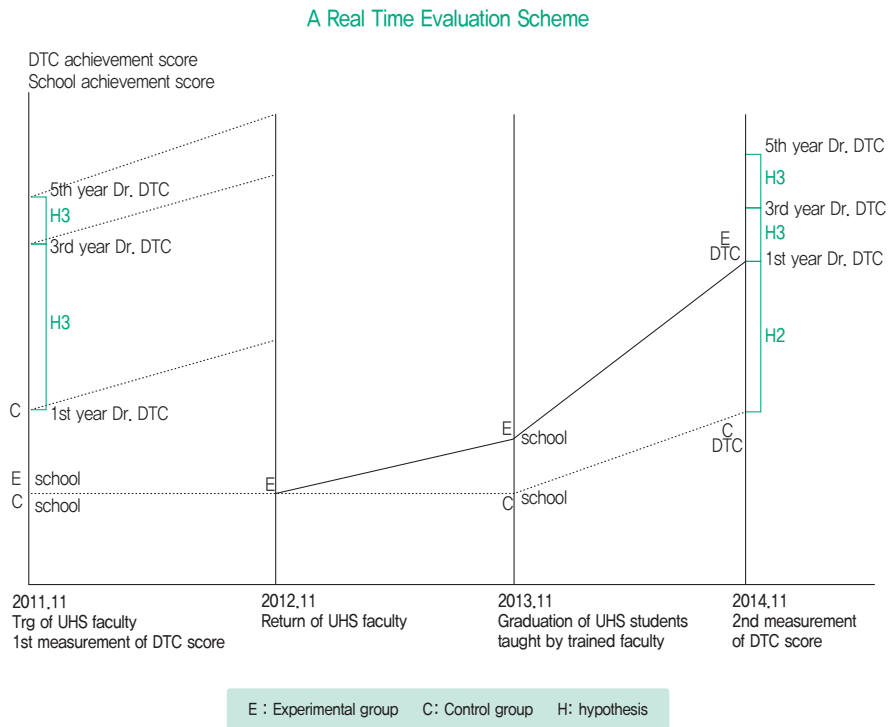 A Real Time Evaluation Scheme
DTC achievement score
School achievement score
5th year Dr. DTC
H3
3rd year Dr. DTC
H3
C
1st year Dr. DTC
E school
C school
E
E school
C school
E
DTC
C
DTC
5th year Dr. DTC
H3
3rd year Dr. DTC
H3
1st year Dr. DTC
H2
2011.11
Trg of UHS faculty
1st measurement of DTC score
2012.11
Return of UHS faculty
2013.11
Graduation of UHS students
taught by trained faculty
2014.11
2nd measurement
of DTC score
E : Experimental group C: Control group H: hypothesis